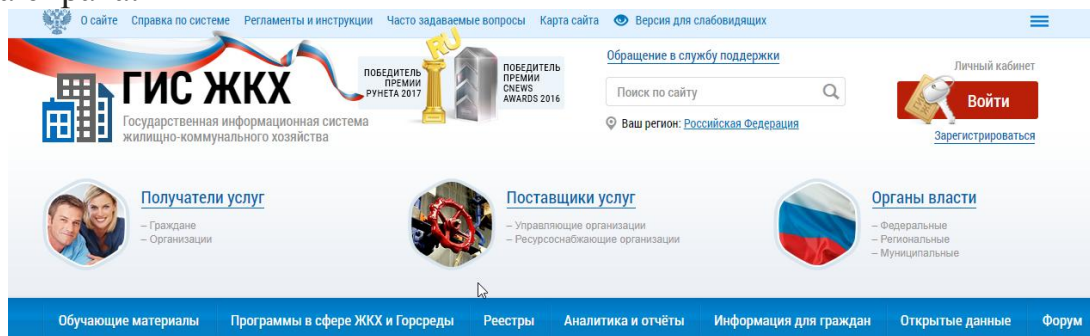 О сайте Справка по системе Регламенты и инструкции Часто задаваемые вопросы Карта сайта Версия для слабовидящих
ГИС ЖКХ
Государственная информационная система
жилищно-коммунального хозяйства
ПОБЕДИТЕЛЬ
ПРЕМИИ
РУНЕТА 2017
RU
ПОБЕДИТЕЛЬ
ПРЕМИИ
CNEWS
AWARDS 2016
Обращение в службу поддержки
Поиск по сайту
Ваш регион: Российская Федерация
Личный кабинет
Войти
Зарегистрироваться
Получатели услуг
– Граждане
– Организации
Поставщики услуг
– Управляющие организации
– Ресурсоснабжающие организации
Органы власти
– Федеральные
– Региональные
– Муниципальные
Обучающие материалы Программы в сфере ЖКХ и Горсреды Реестры Аналитика и отчёты Информация для граждан Открытые данные Форум